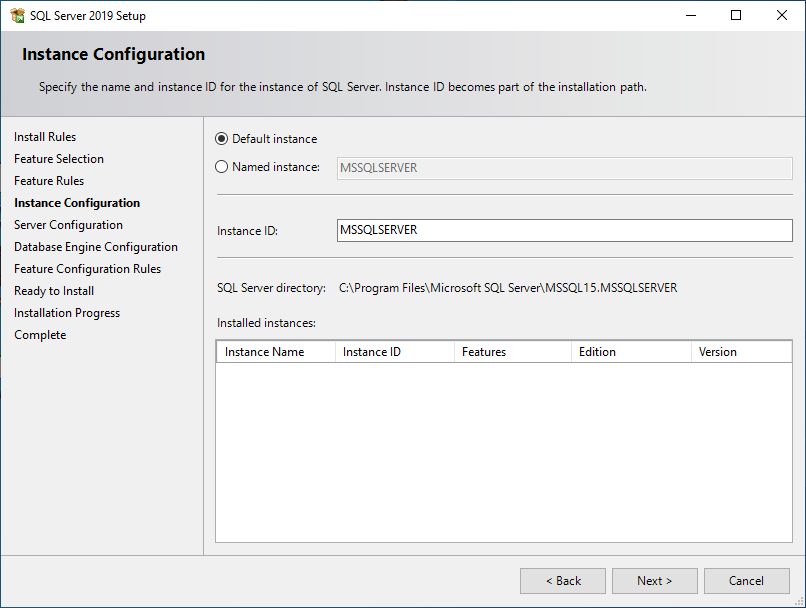 SQL Server 2019 Setup
Instance Configuration
Specify the name and instance ID for the instance of SQL Server. Instance ID becomes part of the installation path.
Install Rules
Feature Selection
Feature Rules
Instance Configuration
Server Configuration
Database Engine Configuration
Feature Configuration Rules
Ready to Install
Installation Progress
Complete
Default instance
Named instance: MSSQLSERVER
Instance ID: MSSQLSERVER
SQL Server directory: C:\Program Files\Microsoft SQL Server\MSSQL15.MSSQLSERVER
Installed instances:
Instance Name Instance ID Features Edition Version
< Back Next > Cancel